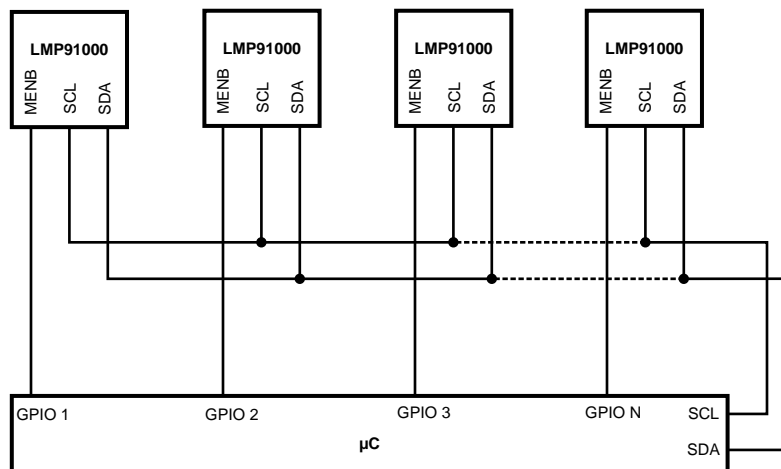 LMP91000
LMP91000
LMP91000
LMP91000
MENB
SCL
SDA
MENB
SCL
SDA
MENB
SCL
SDA
MENB
SCL
SDA
GPIO 1
GPIO 2
GPIO 3
GPIO N
SCL
µC
SDA